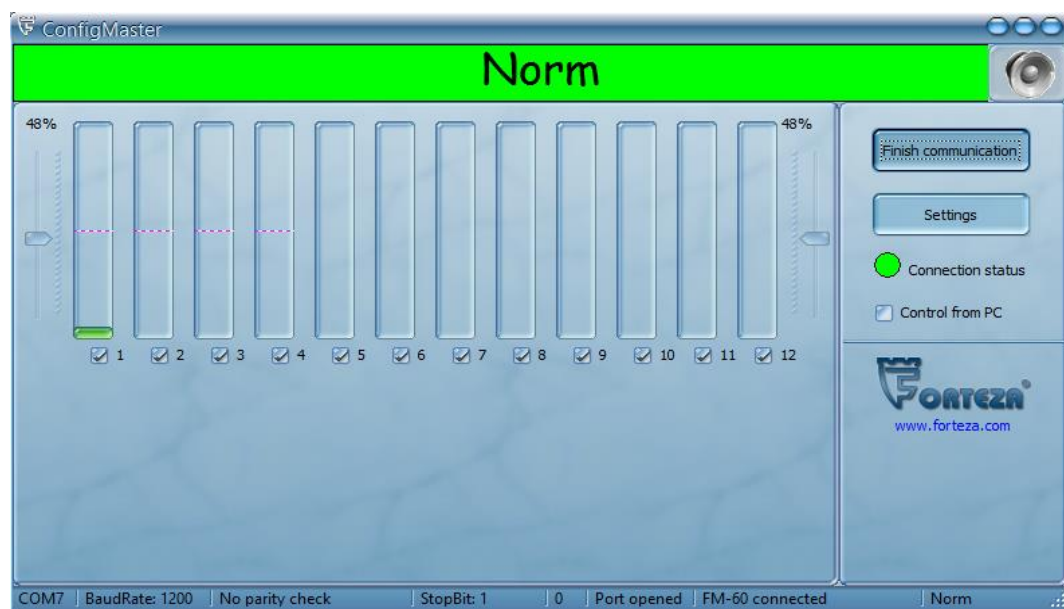 ConfigMaster
Norm
48%
48%
1 2 3 4 5 6 7 8 9 10 11 12
Finish communication
Settings
Connection status
Control from PC
FORTEZA®
www.forteza.com
COM7 BaudRate: 1200 No parity check StopBit: 1 0 Port opened FM-60 connected Norm